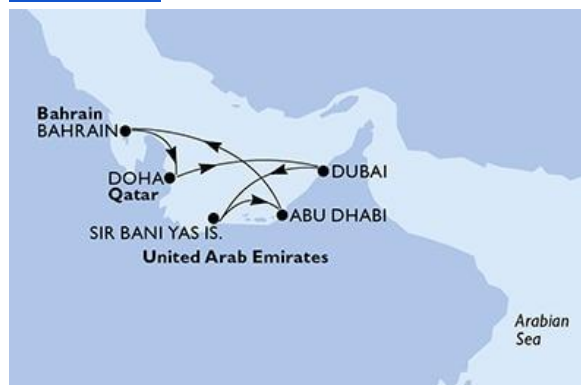 Bahrain
BAHRAIN
DOHA
Qatar
DUBAI
ABU DHABI
SIR BANI YAS IS.
United Arab Emirates
Arabian
Sea